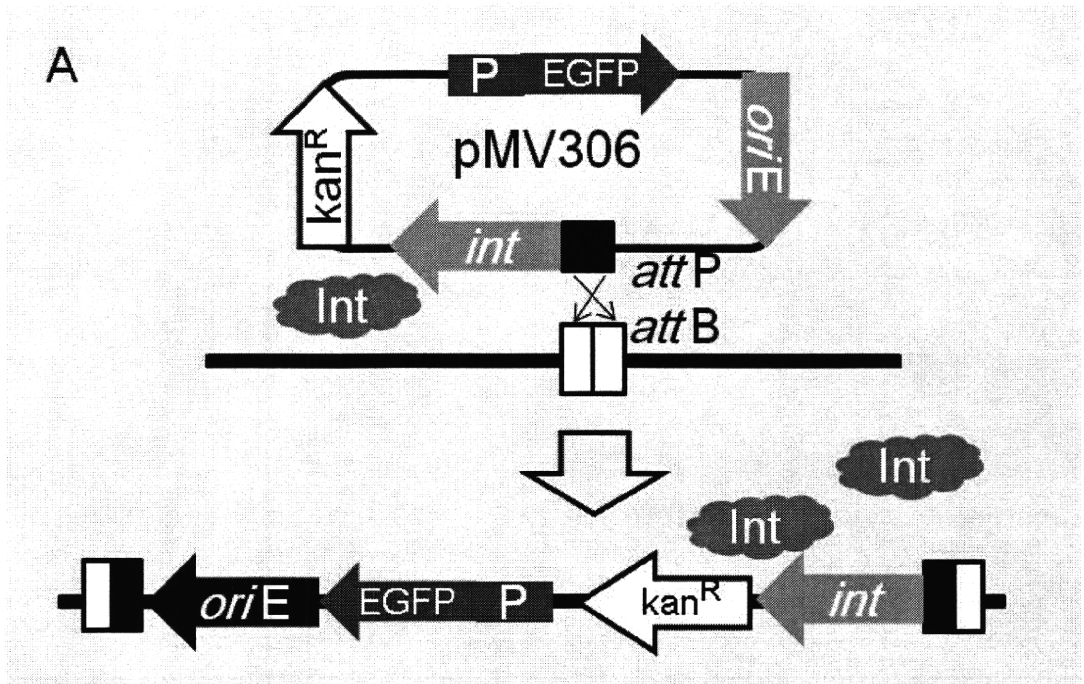 A
P EGFP
kanR
pMV306
oriE
int
attP
Int
attB
Int
Int
oriE EGFP P kanR int